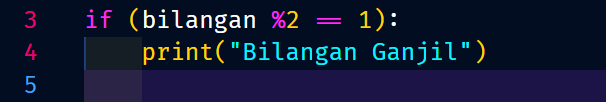 3 if (bilangan %2 == 1):
4 print("Bilangan Ganjil")
5